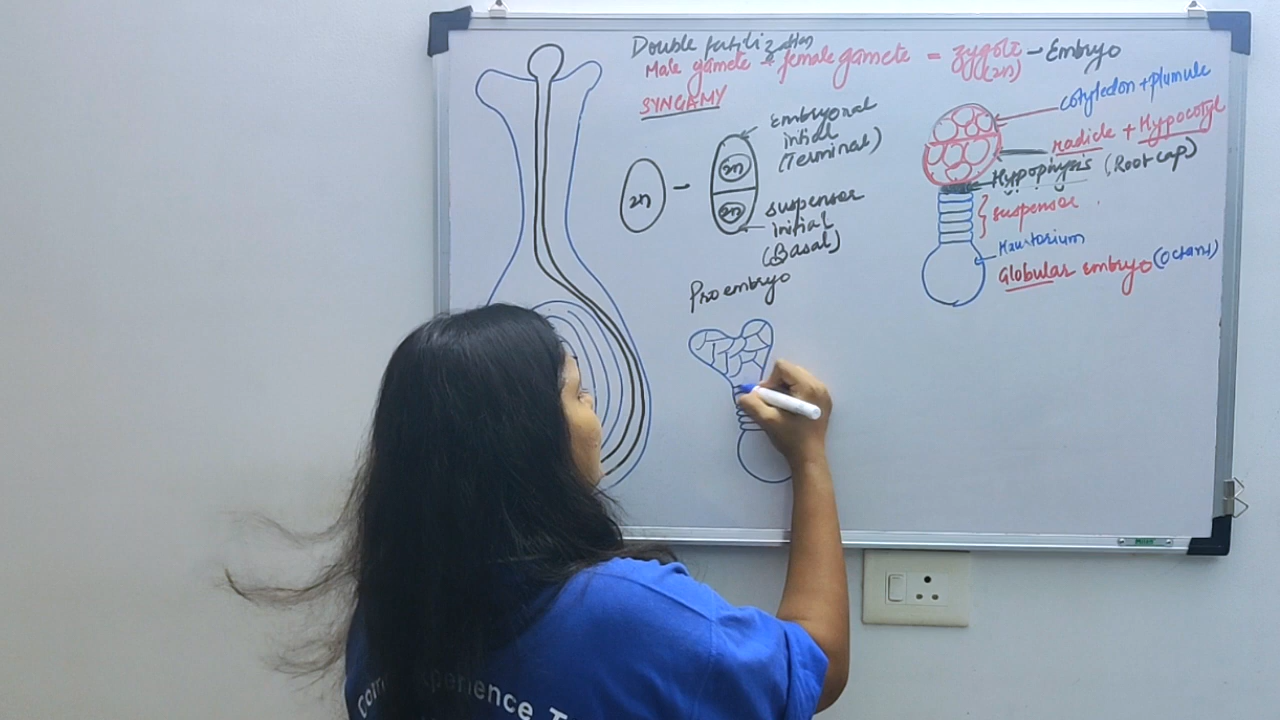 Double fertilization
Male gamete + female gamete = zygote - Embryo
(2n)
SYNGAMY
embryonal
initial
(Terminal)
2n
2n
2n
suspensor
initial
(Basal)
Proembryo
cotyledon + plumule
radicle + Hypocotyl
Hypophysis (Root cap)
suspensor
Haustorium
Globular embryo (octant)